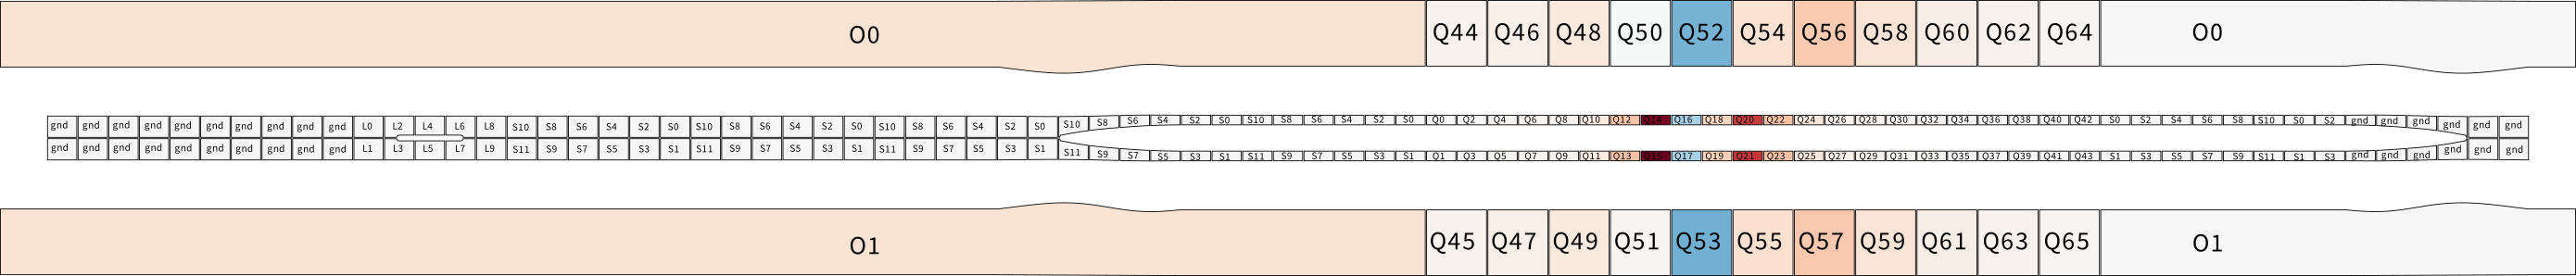 O0 Q44 Q46 Q48 Q50 Q52 Q54 Q56 Q58 Q60 Q62 Q64 O0
gnd gnd gnd gnd gnd gnd gnd gnd gnd gnd L0 L2 L4 L6 L8 S10 S8 S6 S4 S2 S0 S10 S8 S6 S4 S2 S0 S10 S8 S6 S4 S2 S0 S10 S8 S6 S4 S2 S0 S10 S8 S6 S4 S2 S0 Q0 Q2 Q4 Q6 Q8 Q10 Q12 Q14 Q16 Q18 Q20 Q22 Q24 Q26 Q28 Q30 Q32 Q34 Q36 Q38 Q40 Q42 S0 S2 S4 S6 S8 S10 S0 S2 gnd gnd gnd gnd gnd gnd
gnd gnd gnd gnd gnd gnd gnd gnd gnd gnd L1 L3 L5 L7 L9 S11 S9 S7 S5 S3 S1 S11 S9 S7 S5 S3 S1 S11 S9 S7 S5 S3 S1 S11 S9 S7 S5 S3 S1 S11 S9 S7 S5 S3 S1 Q1 Q3 Q5 Q7 Q9 Q11 Q13 Q15 Q17 Q19 Q21 Q23 Q25 Q27 Q29 Q31 Q33 Q35 Q37 Q39 Q41 Q43 S1 S3 S5 S7 S9 S11 S1 S3 gnd gnd gnd gnd gnd gnd
O1 Q45 Q47 Q49 Q51 Q53 Q55 Q57 Q59 Q61 Q63 Q65 O1